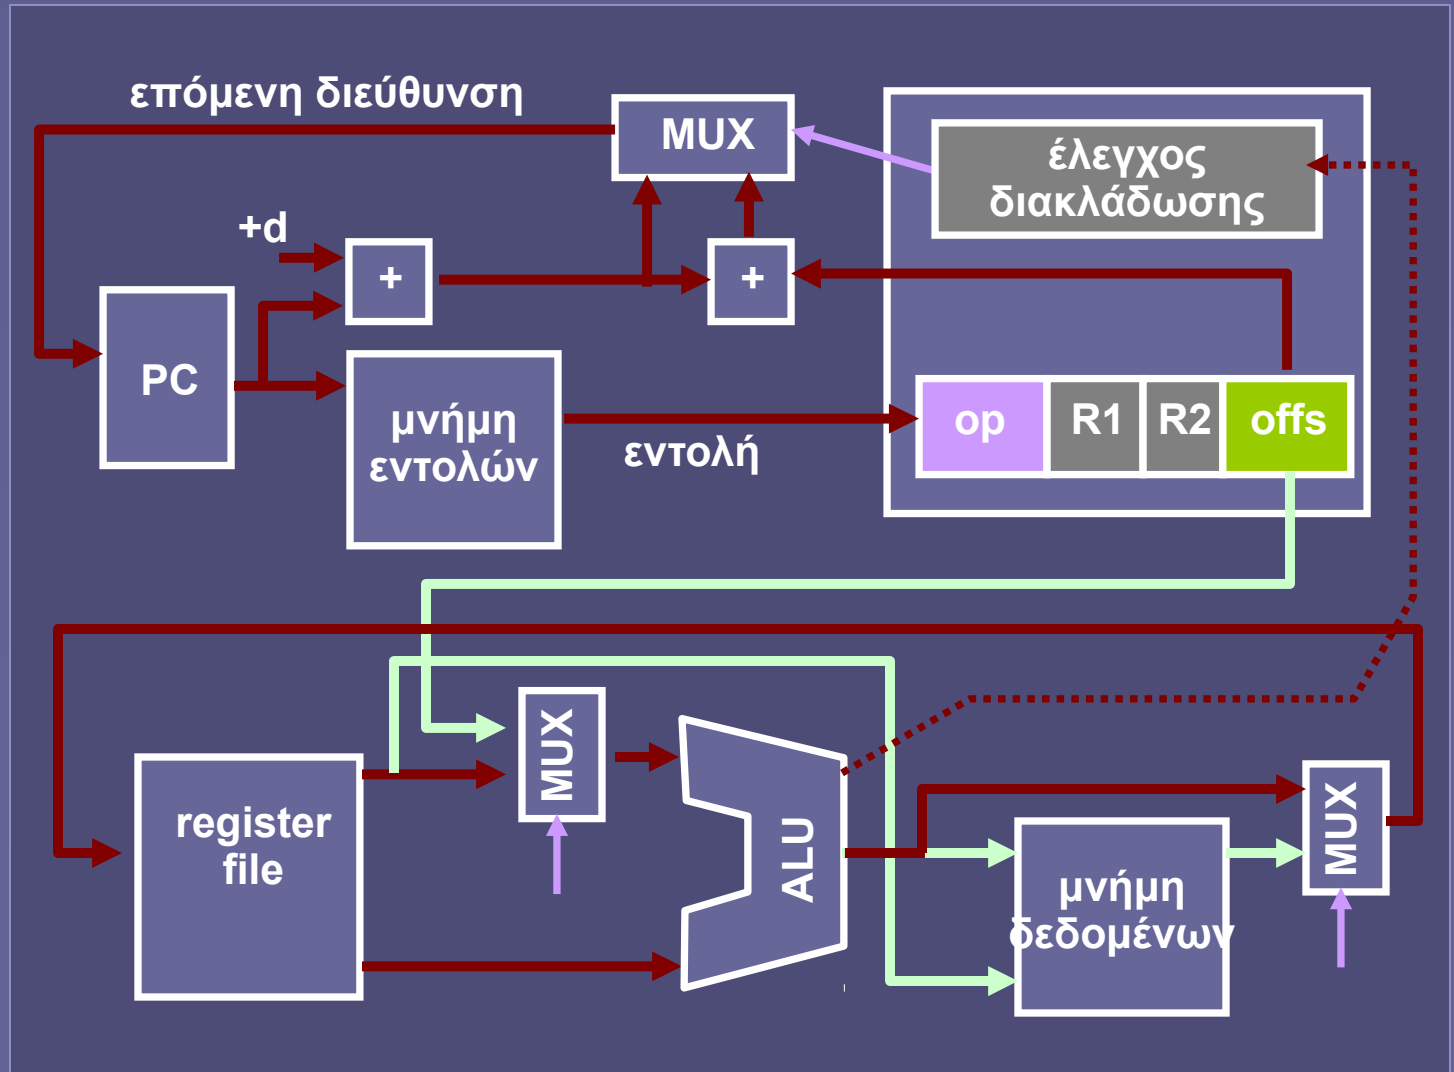 επόμενη διεύθυνση
MUX
έλεγχος
διακλάδωσης
+d
+
+
PC
μνήμη
εντολών
εντολή
op
R1
R2
offs
MUX
register
file
ALU
MUX
μνήμη
δεδομένων